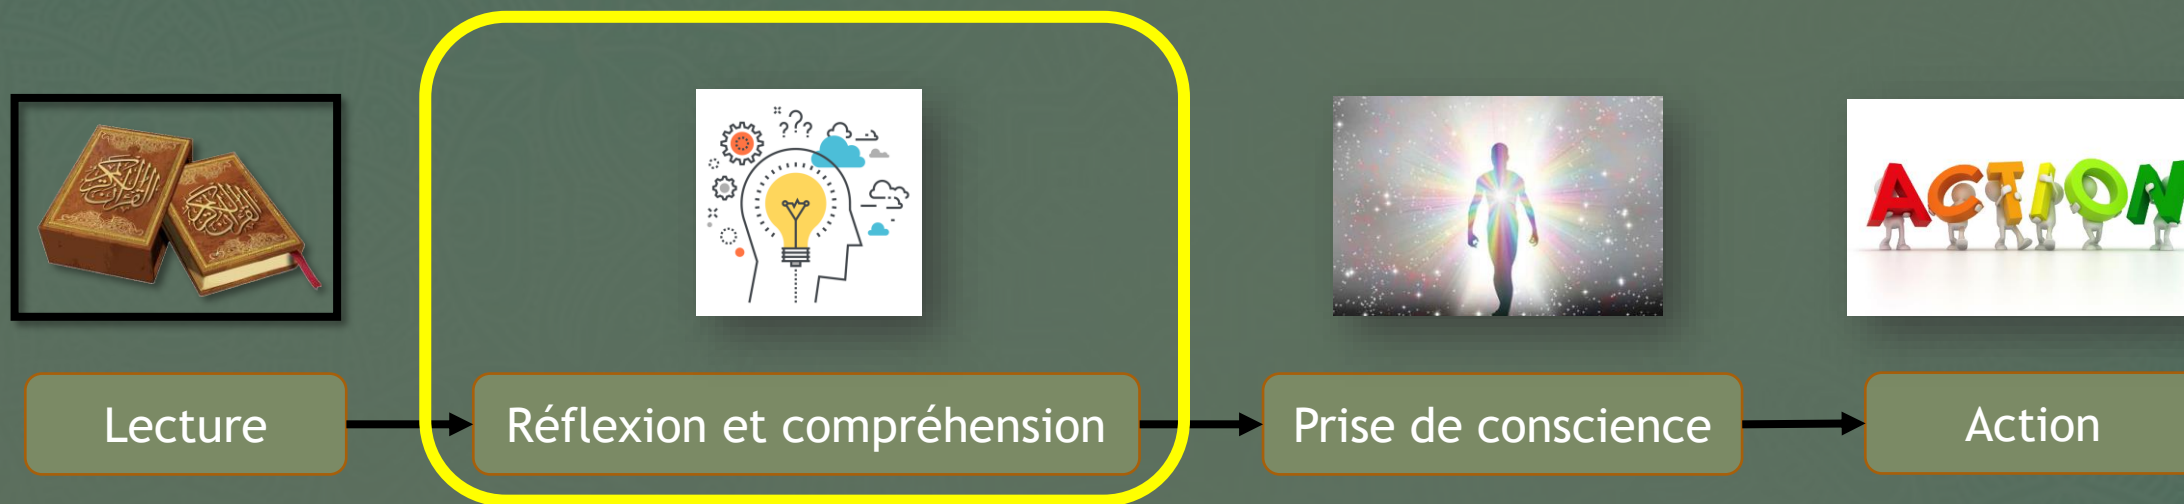 ???
ACTION
Lecture
Réflexion et compréhension
Prise de conscience
Action